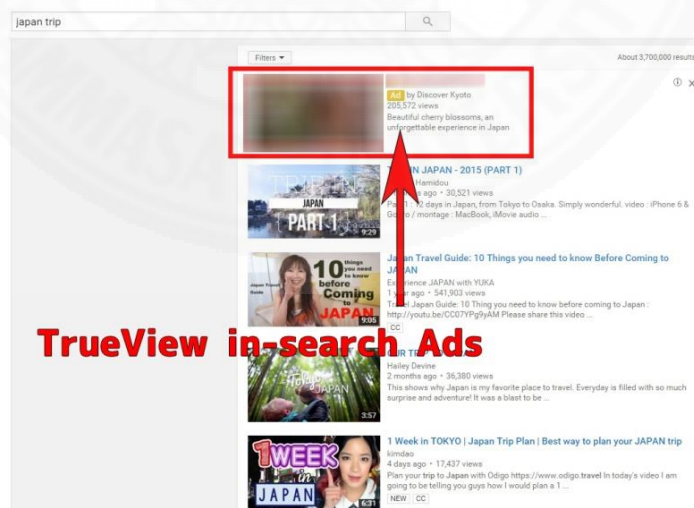 japan trip
Filters
About 3,700,000 results
Ad by Discover Kyoto
205,572 views
Beautiful cherry blossoms, an
unforgettable experience in Japan
TRIP IN
JAPAN
PART 1
9:29
IN JAPAN - 2015 (PART 1)
Hamidou
ago • 30,521 views
12 days in Japan, from Tokyo to Osaka. Simply wonderful. video : iPhone 6 &
/ montage : MacBook, iMovie audio ...
Japan Travel
Guide
10 things
you need
to know
before
Coming
to
JAPAN
9:05
Japan Travel Guide: 10 Things you need to know Before Coming to
JAPAN
Experience JAPAN with YUKA
1 year ago • 541,903 views
Travel Japan Guide: 10 Thing you need to know before coming to Japan :
http://youtu.be/CC07YPg9yAM Please share this video ...
CC
TrueView in-search Ads
JAPAN
3:57
OUR
Hailey Devine
2 months ago • 36,380 views
This shows why Japan is my favorite place to travel. Everyday is filled with so much
surprise and adventure! It was a blast to be ...
1WEEK
in
JAPAN
6:31
1 Week in TOKYO | Japan Trip Plan | Best way to plan your JAPAN trip
kimdao
4 days ago • 17,437 views
Plan your trip to Japan with Odigo https://www.odigo.travel In today's video I am
going to be telling you guys how I would plan a 1 ...
NEW CC